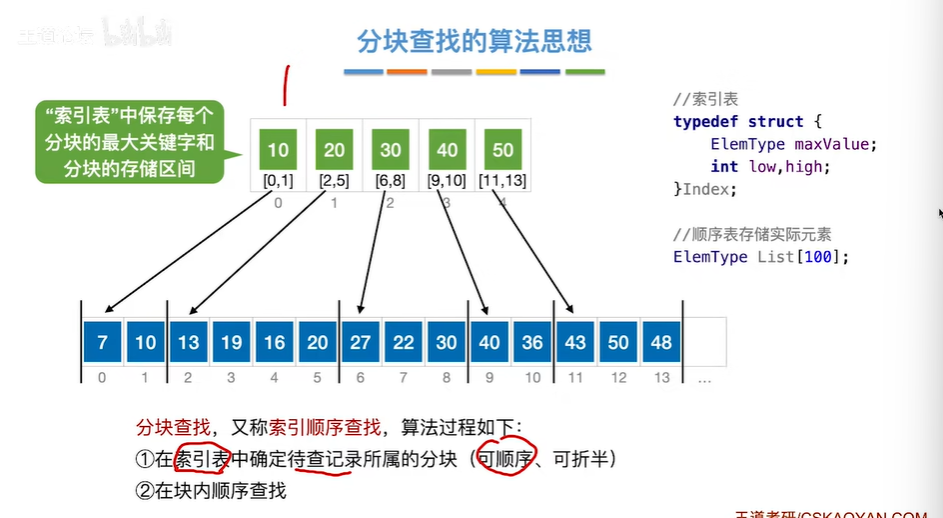 王道论坛 bilibili
分块查找的算法思想
“索引表”中保存每个
分块的最大关键字和
分块的存储区间
10 20 30 40 50
[0,1] [2,5] [6,8] [9,10] [11,13]
0 1 2 3 4
//索引表
typedef struct {
ElemType maxValue;
int low,high;
}Index;
//顺序表存储实际元素
ElemType List[100];
7 10 13 19 16 20 27 22 30 40 36 43 50 48
0 1 2 3 4 5 6 7 8 9 10 11 12 13 …
分块查找，又称索引顺序查找，算法过程如下：
①在索引表中确定待查记录所属的分块（可顺序、可折半）
②在块内顺序查找
王道考研/CSKAOYAN.COM